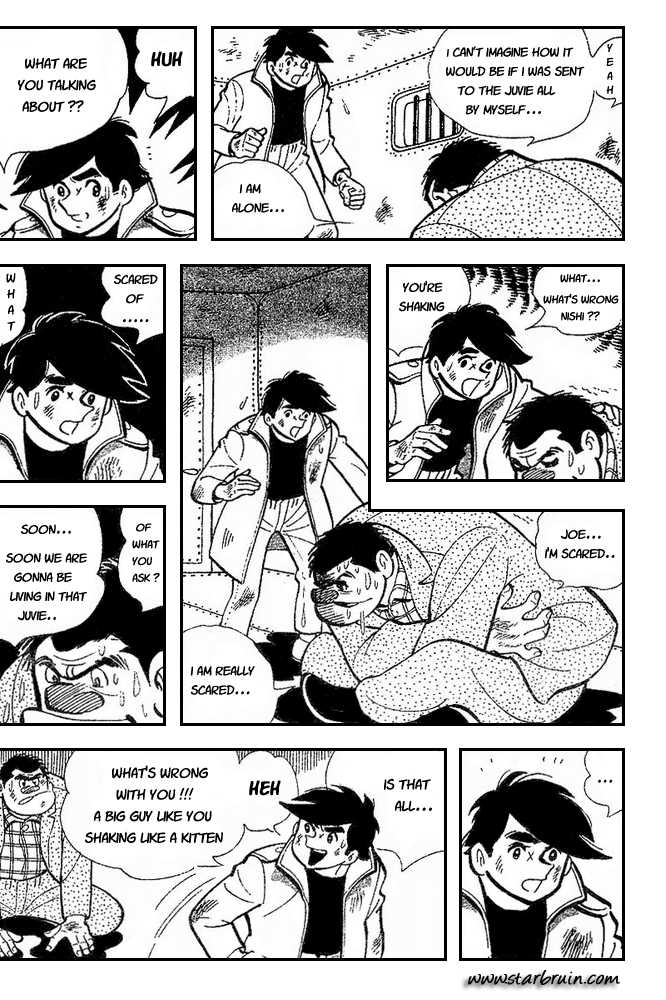 YEAH
I CAN'T IMAGINE HOW IT
WOULD BE IF I WAS SENT
TO THE JUVIE ALL
BY MYSELF...
I AM
ALONE...
HUH
WHAT ARE
YOU TALKING
ABOUT ??
WHAT...
WHAT'S WRONG
NISHI ??
YOU'RE
SHAKING
JOE...
I'M SCARED..
I AM REALLY
SCARED...
SCARED
OF
.....
WHAT
OF
WHAT
YOU
ASK ?
SOON...
SOON WE ARE
GONNA BE
LIVING IN THAT
JUVIE..
...
IS THAT
ALL...
HEH
WHAT'S WRONG
WITH YOU !!!
A BIG GUY LIKE YOU
SHAKING LIKE A KITTEN
www.starbruin.com